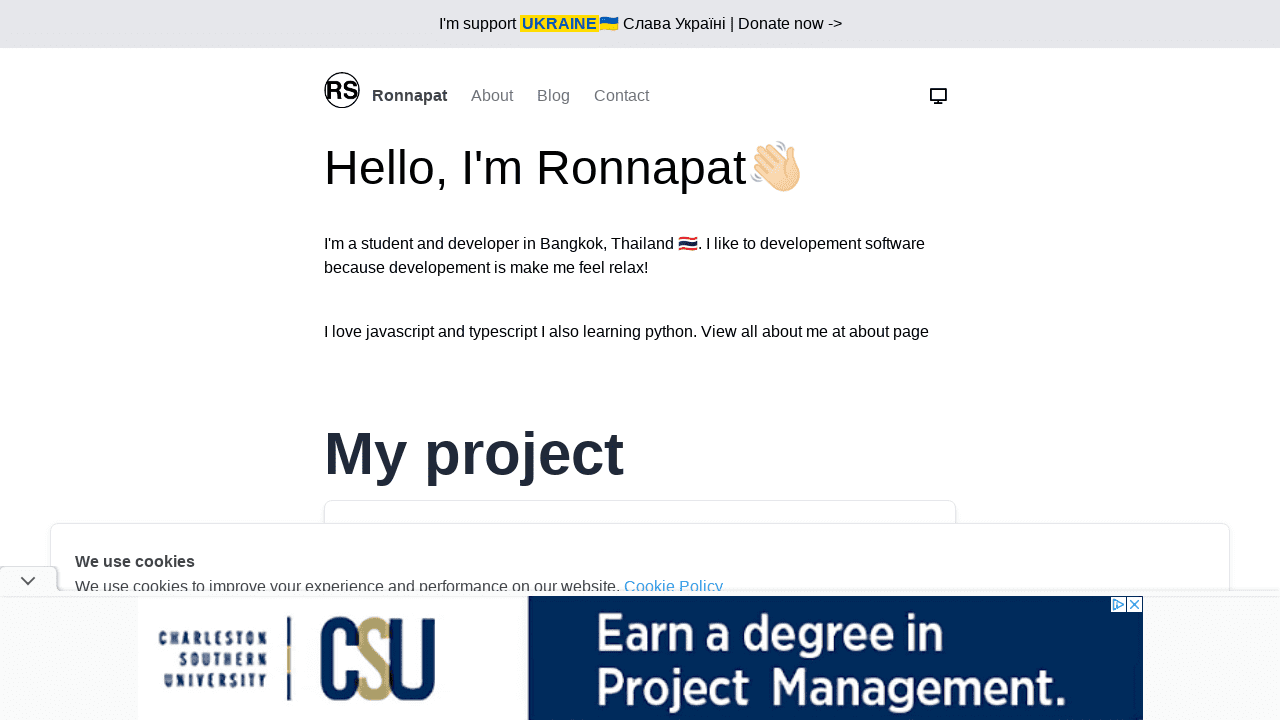 I'm support UKRAINE🇺🇦 Слава Україні | Donate now ->
RS Ronnapat About Blog Contact
Hello, I'm Ronnapat👋🏻
I'm a student and developer in Bangkok, Thailand 🇹🇭. I like to developement software
because developement is make me feel relax!
I love javascript and typescript I also learning python. View all about me at about page
My project
We use cookies
We use cookies to improve your experience and performance on our website. Cookie Policy
CHARLESTON
SOUTHERN
UNIVERSITY
CSU
Earn a degree in
Project Management.